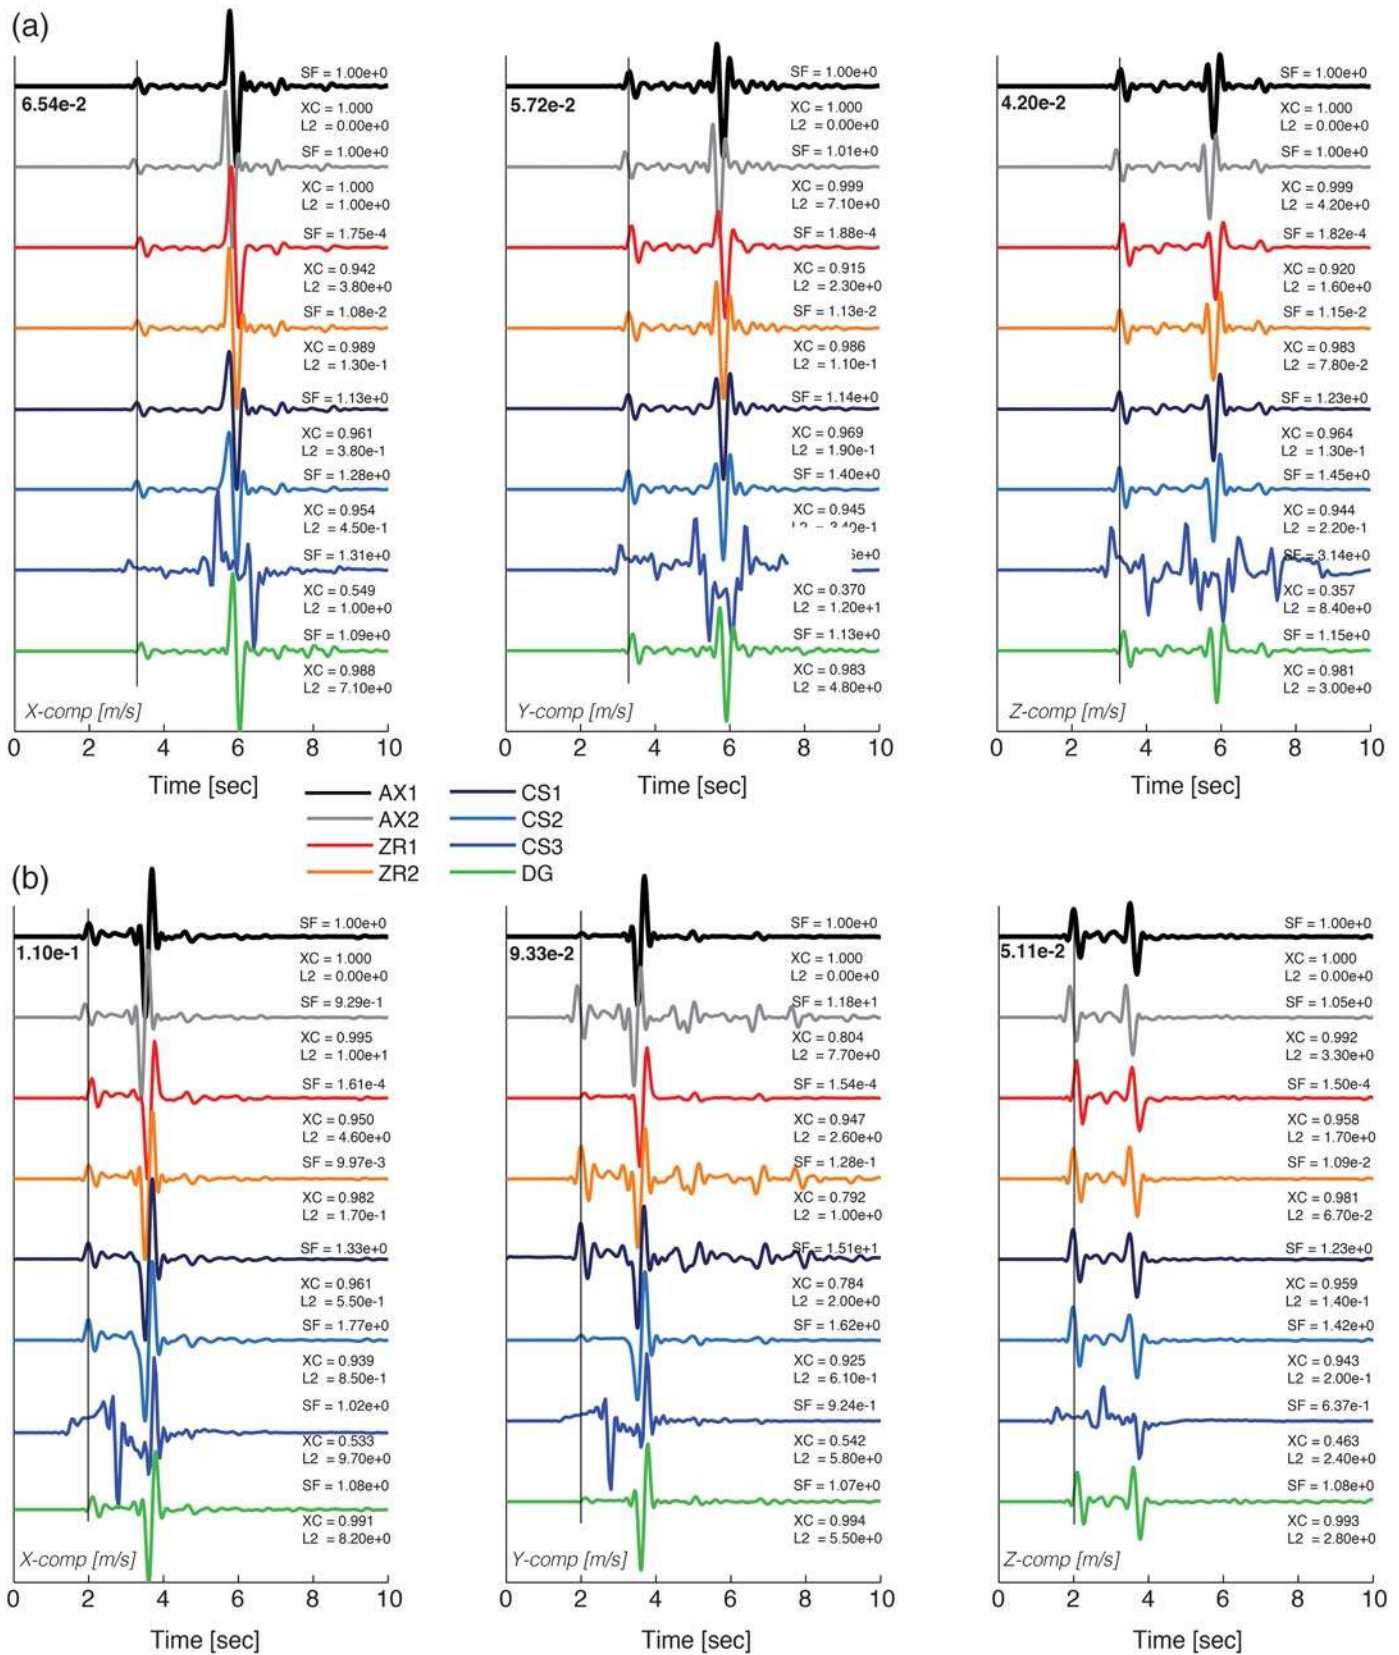 (a)
SF = 1.00e+0
6.54e-2
XC = 1.000
L2 = 0.00e+0
SF = 1.00e+0
XC = 1.000
L2 = 1.00e+0
SF = 1.75e-4
XC = 0.942
L2 = 3.80e+0
SF = 1.08e-2
XC = 0.989
L2 = 1.30e-1
SF = 1.13e+0
XC = 0.961
L2 = 3.80e-1
SF = 1.28e+0
XC = 0.954
L2 = 4.50e-1
SF = 1.31e+0
XC = 0.549
L2 = 1.00e+0
SF = 1.09e+0
XC = 0.988
L2 = 7.10e+0
X-comp [m/s]
0 2 4 6 8 10
Time [sec]
SF = 1.00e+0
5.72e-2
XC = 1.000
L2 = 0.00e+0
SF = 1.01e+0
XC = 0.999
L2 = 7.10e+0
SF = 1.88e-4
XC = 0.915
L2 = 2.30e+0
SF = 1.13e-2
XC = 0.986
L2 = 1.10e-1
SF = 1.14e+0
XC = 0.969
L2 = 1.90e-1
SF = 1.40e+0
XC = 0.945
XC = 0.370
L2 = 1.20e+1
SF = 1.13e+0
XC = 0.983
L2 = 4.80e+0
Y-comp [m/s]
0 2 4 6 8 10
Time [sec]
SF = 1.00e+0
4.20e-2
XC = 1.000
L2 = 0.00e+0
SF = 1.00e+0
XC = 0.999
L2 = 4.20e+0
SF = 1.82e-4
XC = 0.920
L2 = 1.60e+0
SF = 1.15e-2
XC = 0.983
L2 = 7.80e-2
SF = 1.23e+0
XC = 0.964
L2 = 1.30e-1
SF = 1.45e+0
XC = 0.944
L2 = 2.20e-1
SF = 3.14e+0
XC = 0.357
L2 = 8.40e+0
SF = 1.15e+0
XC = 0.981
L2 = 3.00e+0
Z-comp [m/s]
0 2 4 6 8 10
Time [sec]
AX1
AX2
ZR1
ZR2
CS1
CS2
CS3
DG
(b)
SF = 1.00e+0
1.10e-1
XC = 1.000
L2 = 0.00e+0
SF = 9.29e-1
XC = 0.995
L2 = 1.00e+1
SF = 1.61e-4
XC = 0.950
L2 = 4.60e+0
SF = 9.97e-3
XC = 0.982
L2 = 1.70e-1
SF = 1.33e+0
XC = 0.961
L2 = 5.50e-1
SF = 1.77e+0
XC = 0.939
L2 = 8.50e-1
SF = 1.02e+0
XC = 0.533
L2 = 9.70e+0
SF = 1.08e+0
XC = 0.991
L2 = 8.20e+0
X-comp [m/s]
0 2 4 6 8 10
Time [sec]
SF = 1.00e+0
9.33e-2
XC = 1.000
L2 = 0.00e+0
SF = 1.18e+1
XC = 0.804
L2 = 7.70e+0
SF = 1.54e-4
XC = 0.947
L2 = 2.60e+0
SF = 1.28e-1
XC = 0.792
L2 = 1.00e+0
SF = 1.51e+1
XC = 0.784
L2 = 2.00e+0
SF = 1.62e+0
XC = 0.925
L2 = 6.10e-1
SF = 9.24e-1
XC = 0.542
L2 = 5.80e+0
SF = 1.07e+0
XC = 0.994
L2 = 5.50e+0
Y-comp [m/s]
0 2 4 6 8 10
Time [sec]
SF = 1.00e+0
5.11e-2
XC = 1.000
L2 = 0.00e+0
SF = 1.05e+0
XC = 0.992
L2 = 3.30e+0
SF = 1.50e-4
XC = 0.958
L2 = 1.70e+0
SF = 1.09e-2
XC = 0.981
L2 = 6.70e-2
SF = 1.23e+0
XC = 0.959
L2 = 1.40e-1
SF = 1.42e+0
XC = 0.943
L2 = 2.00e-1
SF = 6.37e-1
XC = 0.463
L2 = 2.40e+0
SF = 1.08e+0
XC = 0.993
L2 = 2.80e+0
Z-comp [m/s]
0 2 4 6 8 10
Time [sec]